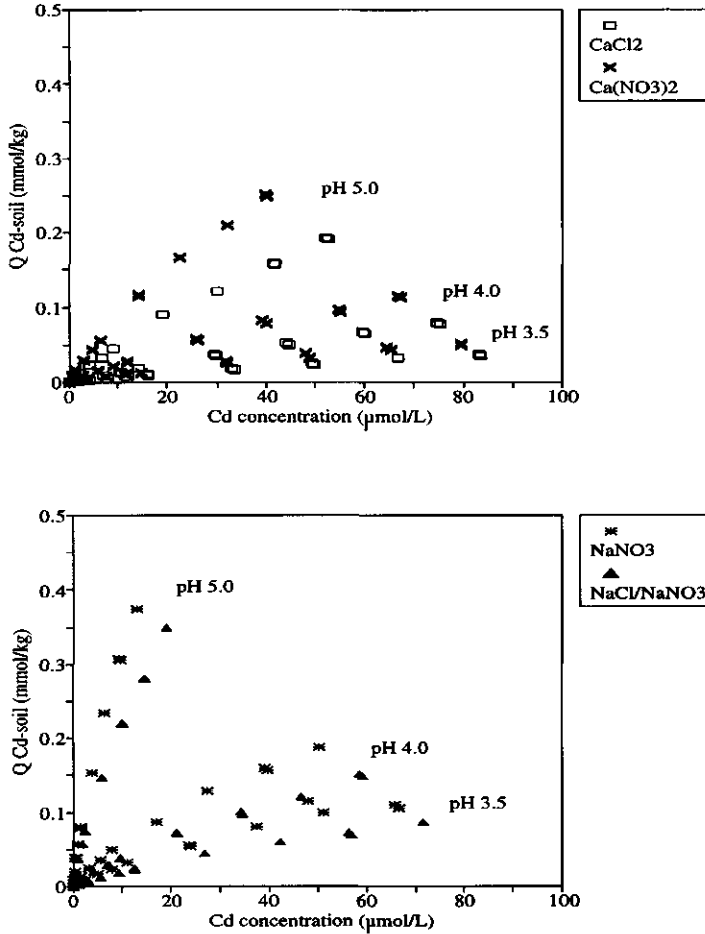 0.5
0.4
0.3
0.2
0.1
0
Q Cd-soil (mmol/kg)
pH 5.0
pH 4.0
pH 3.5
0 20 40 60 80 100
Cd concentration (µmol/L)
CaCl2
Ca(NO3)2
0.5
0.4
0.3
0.2
0.1
0
Q Cd-soil (mmol/kg)
pH 5.0
pH 4.0
pH 3.5
0 20 40 60 80 100
Cd concentration (µmol/L)
NaNO3
NaCl/NaNO3